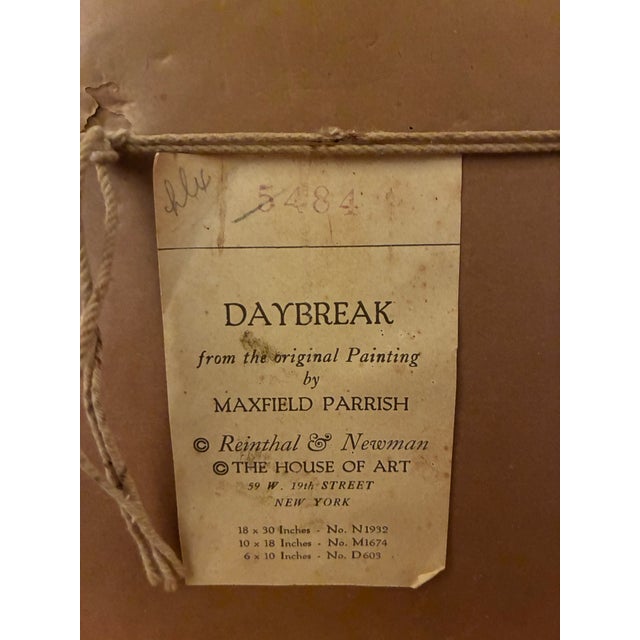 5484
DAYBREAK
from the original Painting
by
MAXFIELD PARRISH
© Reinthal & Newman
© THE HOUSE OF ART
59 W. 19th STREET
NEW YORK
18 x 30 Inches - No. N1932
10 x 18 Inches - No. M1674
6 x 10 Inches - No. D603